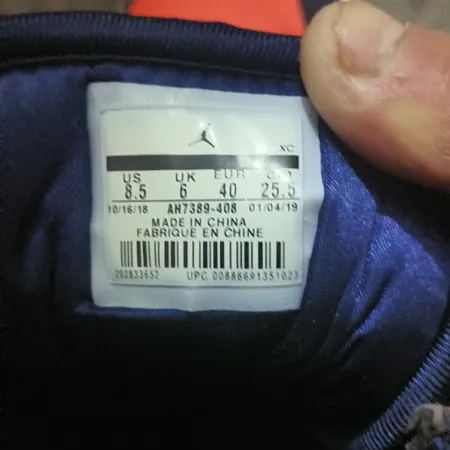 XC
US UK EUR
8.5 6 40 25.5
10/16/18 AH7389-408 01/04/19
MADE IN CHINA
FABRIQUE EN CHINE
202833652 UPC 00886691351023